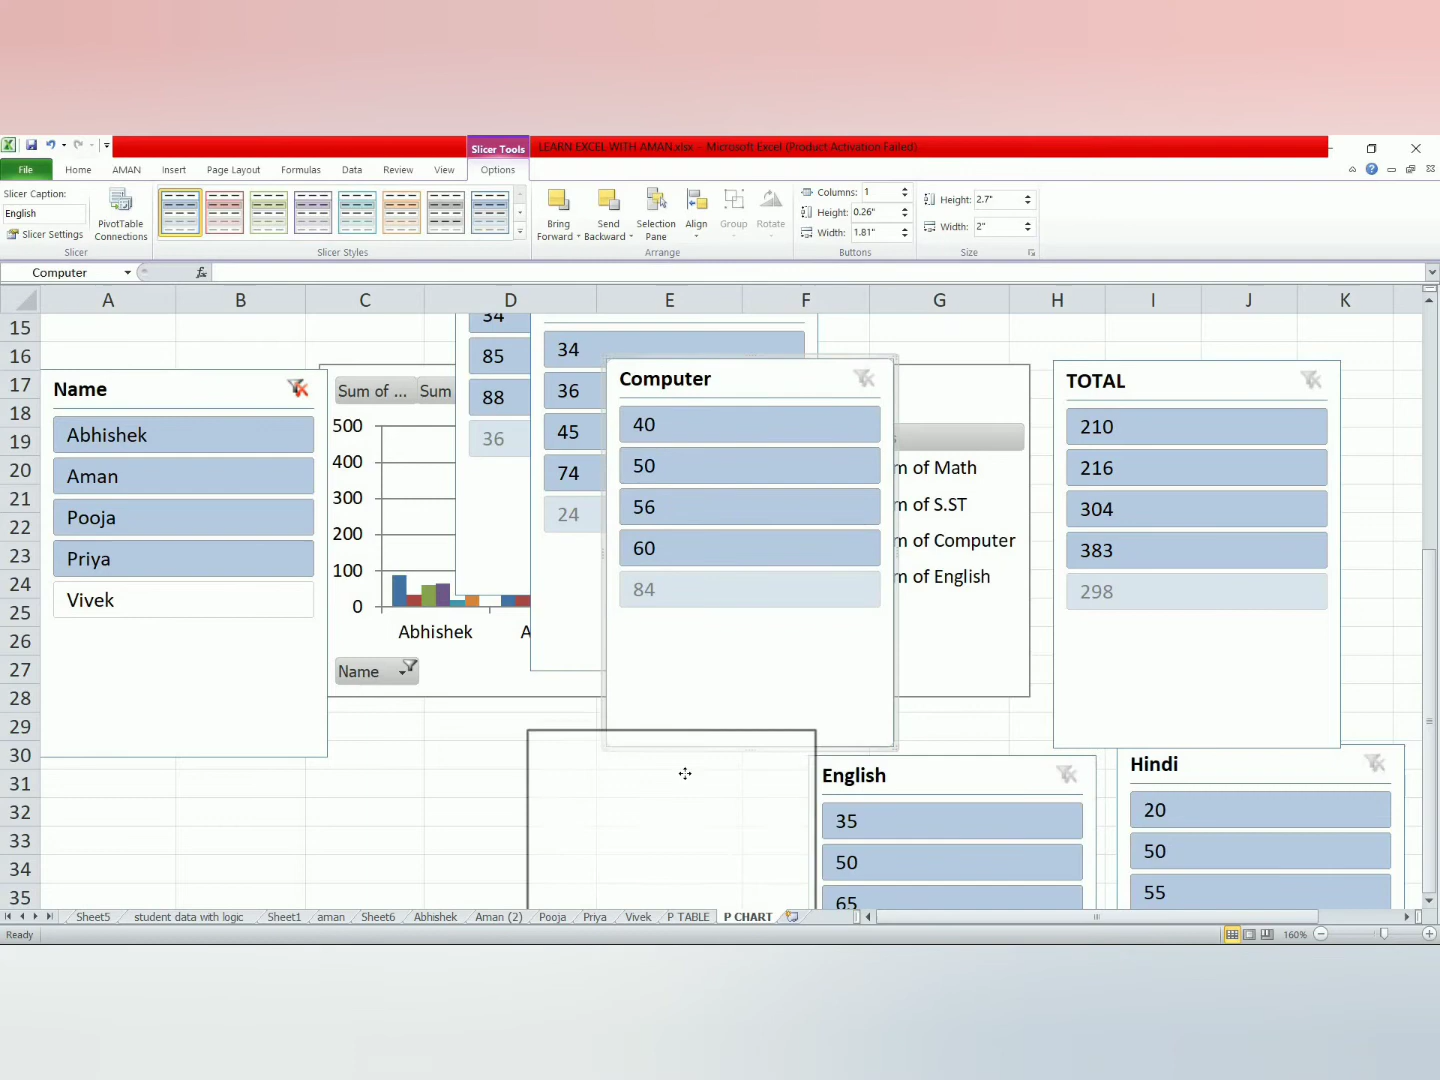 Slicer Tools
LEARN EXCEL WITH AMAN.xlsx - Microsoft Excel (Product Activation Failed)
File Home AMAN Insert Page Layout Formulas Data Review View Options
Slicer Caption:
English
Slicer Settings
PivotTable
Connections
Bring
Forward
Send
Backward
Selection
Pane
Align
Group
Rotate
Columns: 1
Height: 0.26"
Width: 1.81"
Height: 2.7"
Width: 2"
Slicer Slicer Styles Arrange Buttons Size
Computer fx
A B C D E F G H I J K
15
16
17
18
19
20
21
22
23
24
25
26
27
28
29
30
31
32
33
34
35
Name
Abhishek
Aman
Pooja
Priya
Vivek
Sum of ... Sum
500
400
300
200
100
0
Abhishek A
Name
34
85
88
36
34
36
45
74
24
Computer
40
50
56
60
84
m of Math
m of S.ST
m of Computer
m of English
TOTAL
210
216
304
383
298
English
35
50
65
Hindi
20
50
55
Sheet5 student data with logic Sheet1 aman Sheet6 Abhishek Aman (2) Pooja Priya Vivek P TABLE P CHART
Ready 160%